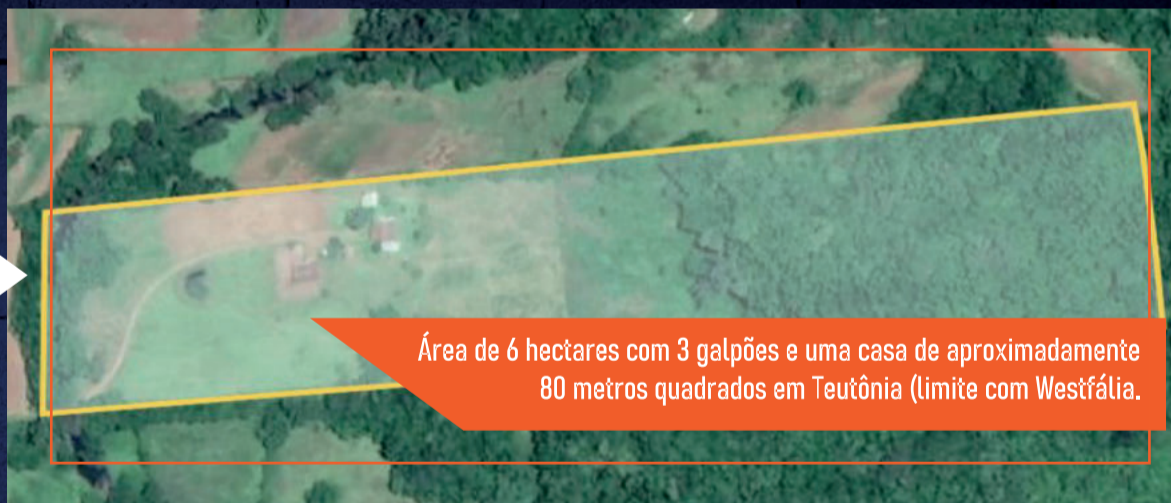 Área de 6 hectares com 3 galpões e uma casa de aproximadamente
80 metros quadrados em Teutônia (limite com Westfália.